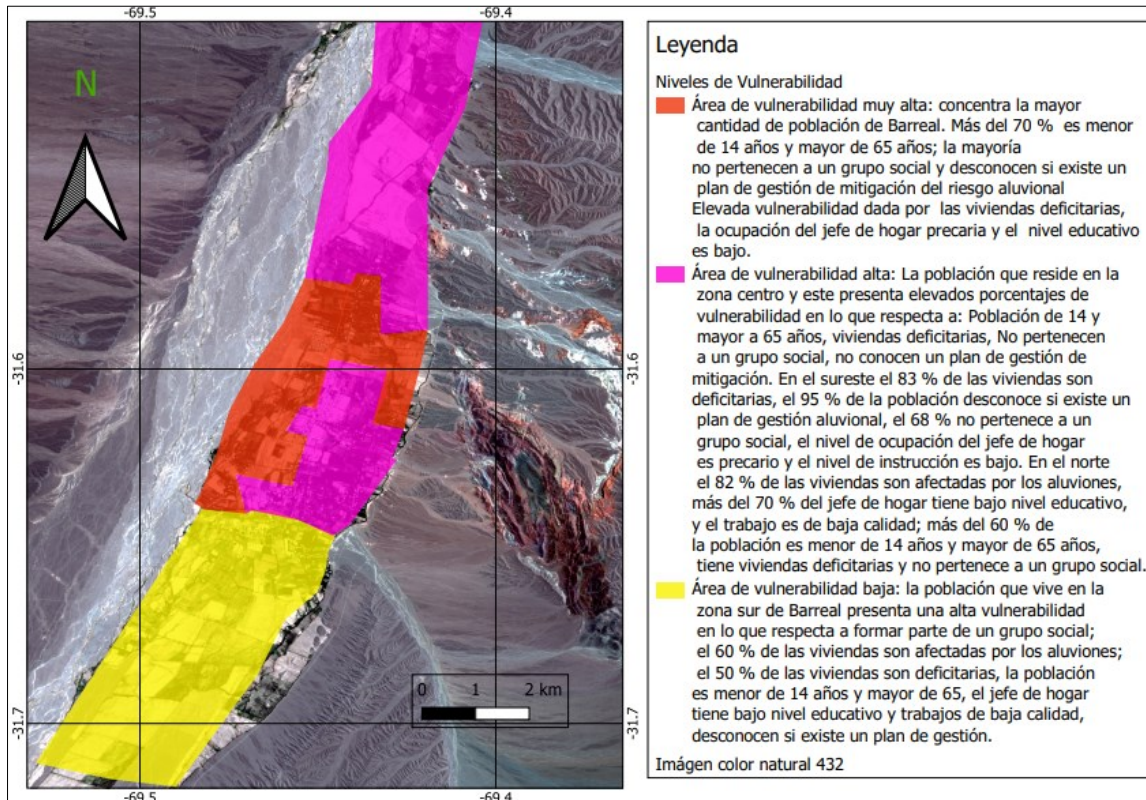 -69.5
-69.4
N
-31.6
-31.6
-31.7
-31.7
0 1 2 km
-69.5
-69.4
Leyenda
Niveles de Vulnerabilidad
Área de vulnerabilidad muy alta: concentra la mayor
cantidad de población de Barreal. Más del 70 % es menor
de 14 años y mayor de 65 años; la mayoría
no pertenecen a un grupo social y desconocen si existe un
plan de gestión de mitigación del riesgo aluvional
Elevada vulnerabilidad dada por las viviendas deficitarias,
la ocupación del jefe de hogar precaria y el nivel educativo
es bajo.
Área de vulnerabilidad alta: La población que reside en la
zona centro y este presenta elevados porcentajes de
vulnerabilidad en lo que respecta a: Población de 14 y
mayor a 65 años, viviendas deficitarias, No pertenecen
a un grupo social, no conocen un plan de gestión de
mitigación. En el sureste el 83 % de las viviendas son
deficitarias, el 95 % de la población desconoce si existe un
plan de gestión aluvional, el 68 % no pertenece a un
grupo social, el nivel de ocupación del jefe de hogar
es precario y el nivel de instrucción es bajo. En el norte
el 82 % de las viviendas son afectadas por los aluviones,
más del 70 % del jefe de hogar tiene bajo nivel educativo,
y el trabajo es de baja calidad; más del 60 % de
la población es menor de 14 años y mayor de 65 años,
tiene viviendas deficitarias y no pertenece a un grupo social.
Área de vulnerabilidad baja: la población que vive en la
zona sur de Barreal presenta una alta vulnerabilidad
en lo que respecta a formar parte de un grupo social;
el 60 % de las viviendas son afectadas por los aluviones;
el 50 % de las viviendas son deficitarias, la población
es menor de 14 años y mayor de 65, el jefe de hogar
tiene bajo nivel educativo y trabajos de baja calidad,
desconocen si existe un plan de gestión.
Imágen color natural 432